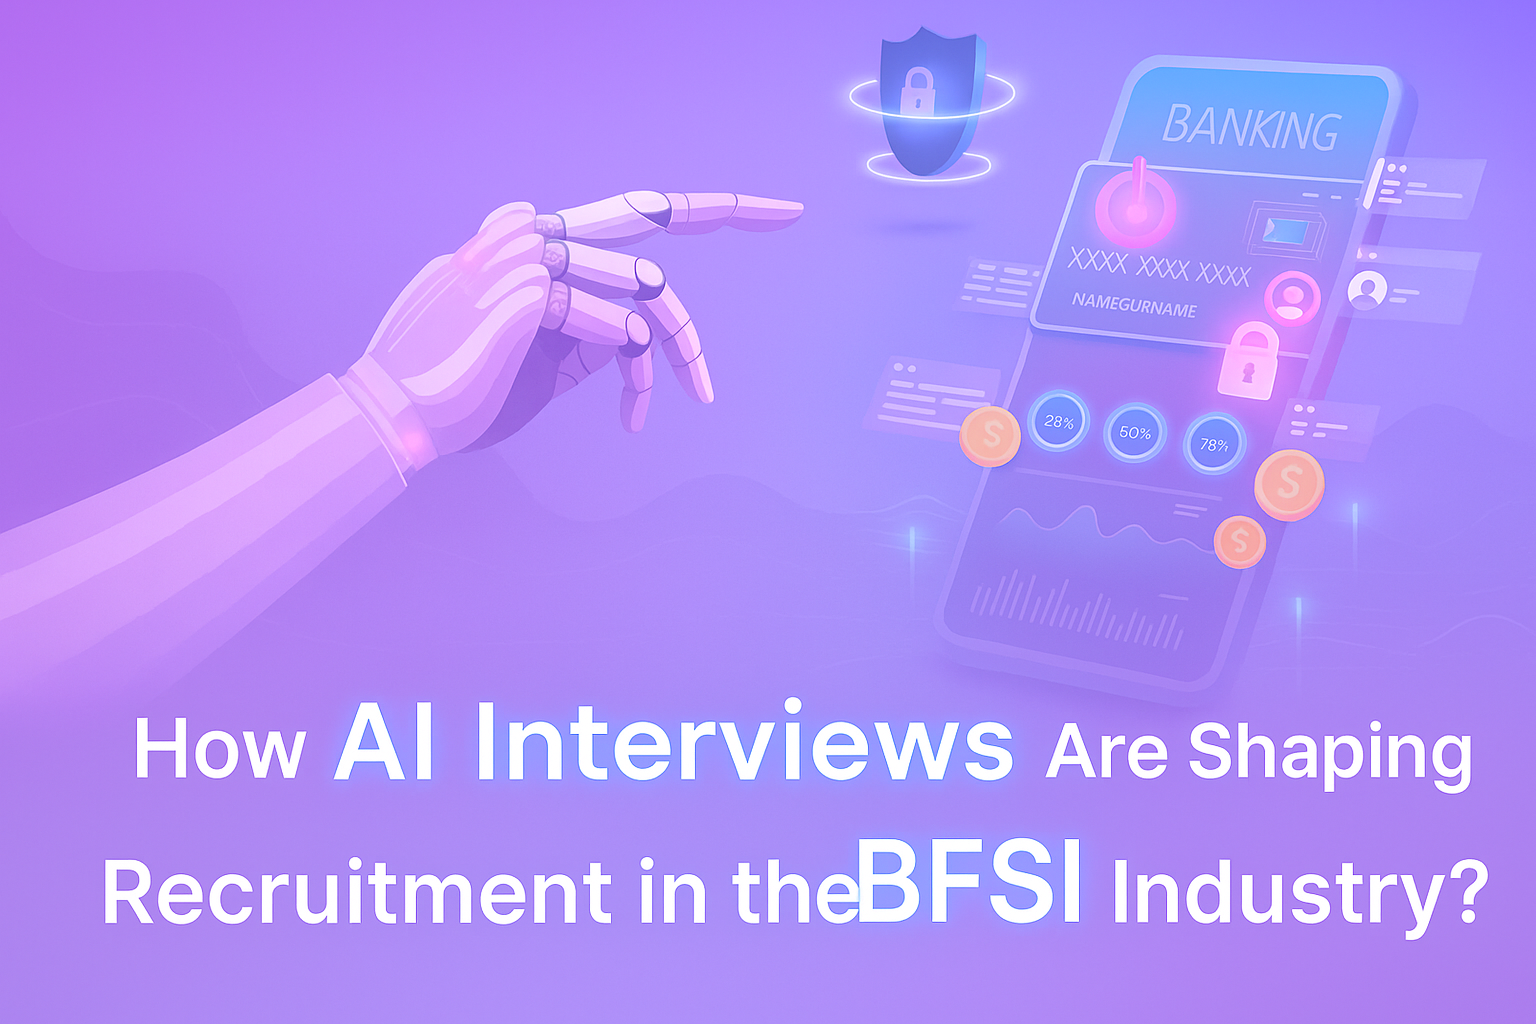 BANKING
XXXX XXXX XXXX
NAMEGURNAME
28% 50% 78%
How AI Interviews Are Shaping
Recruitment in the BFSI Industry?